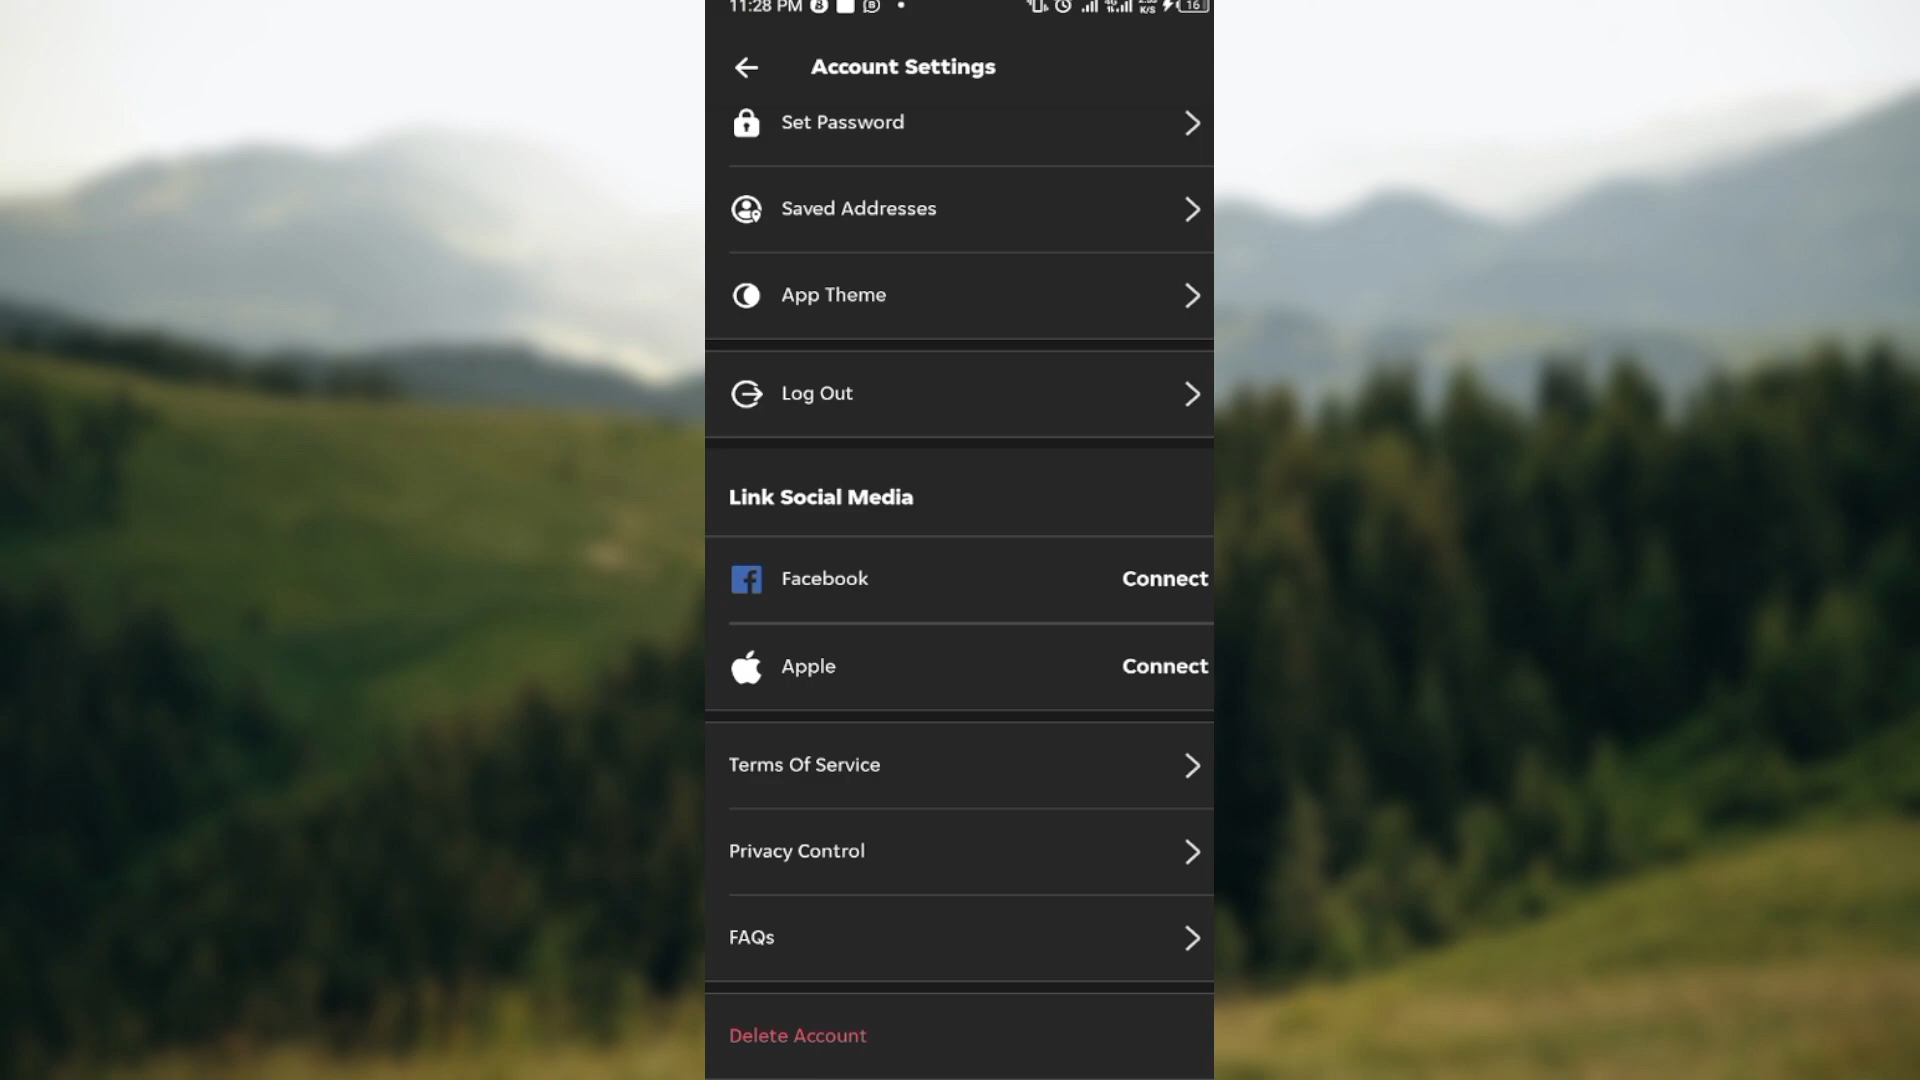 11:28 PM
16
Account Settings
Set Password
Saved Addresses
App Theme
Log Out
Link Social Media
Facebook Connect
Apple Connect
Terms Of Service
Privacy Control
FAQs
Delete Account